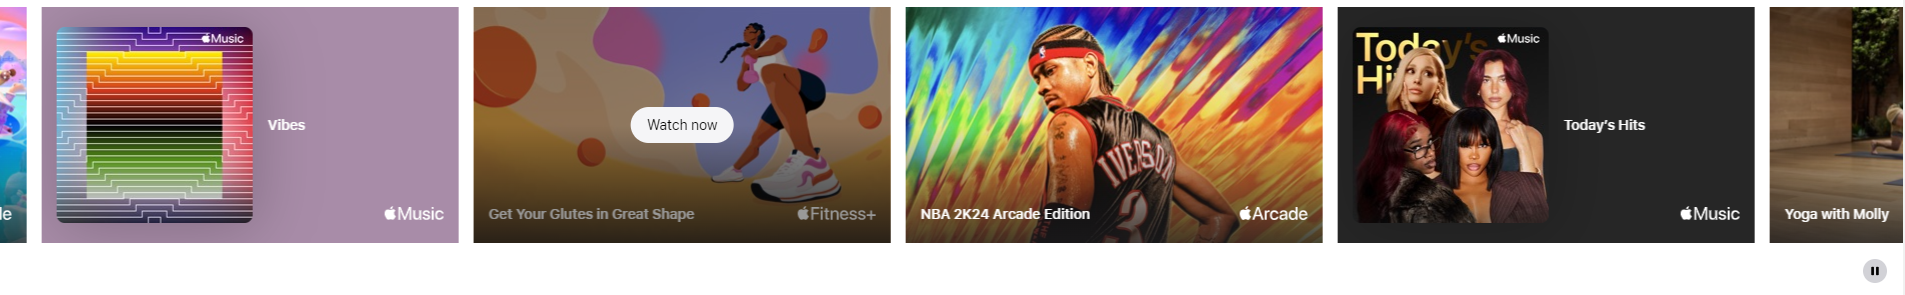 le
Music
Vibes
Music
Watch now
Get Your Glutes in Great Shape
Fitness+
IVERSON
3
NBA 2K24 Arcade Edition
Arcade
Today's
Hits
Music
Today's Hits
Music
Yoga with Molly